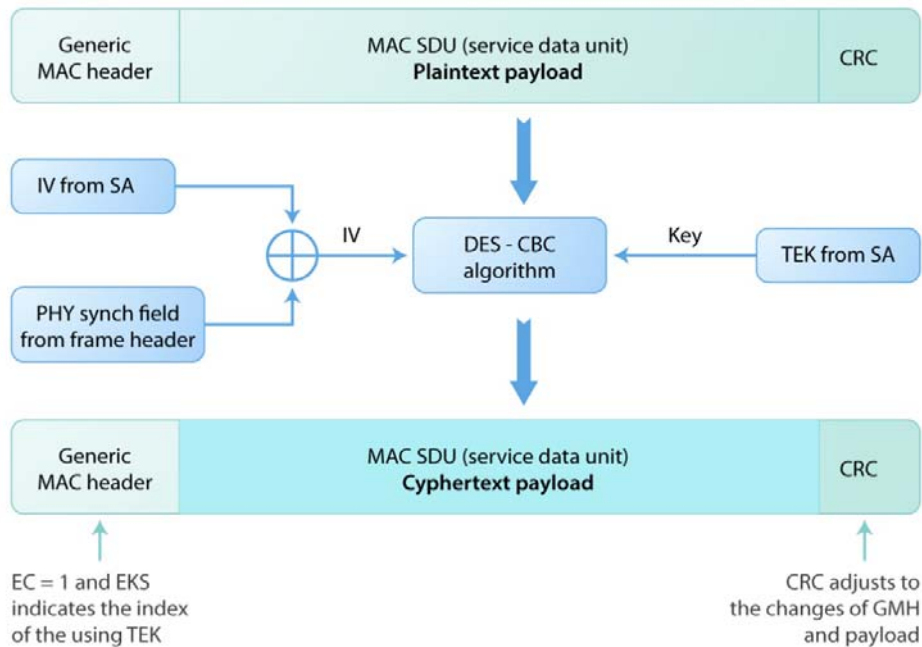 Generic
MAC header
MAC SDU (service data unit)
Plaintext payload
CRC
IV from SA
IV
DES - CBC
algorithm
Key
TEK from SA
PHY synch field
from frame header
Generic
MAC header
MAC SDU (service data unit)
Cyphertext payload
CRC
EC = 1 and EKS
indicates the index
of the using TEK
CRC adjusts to
the changes of GMH
and payload